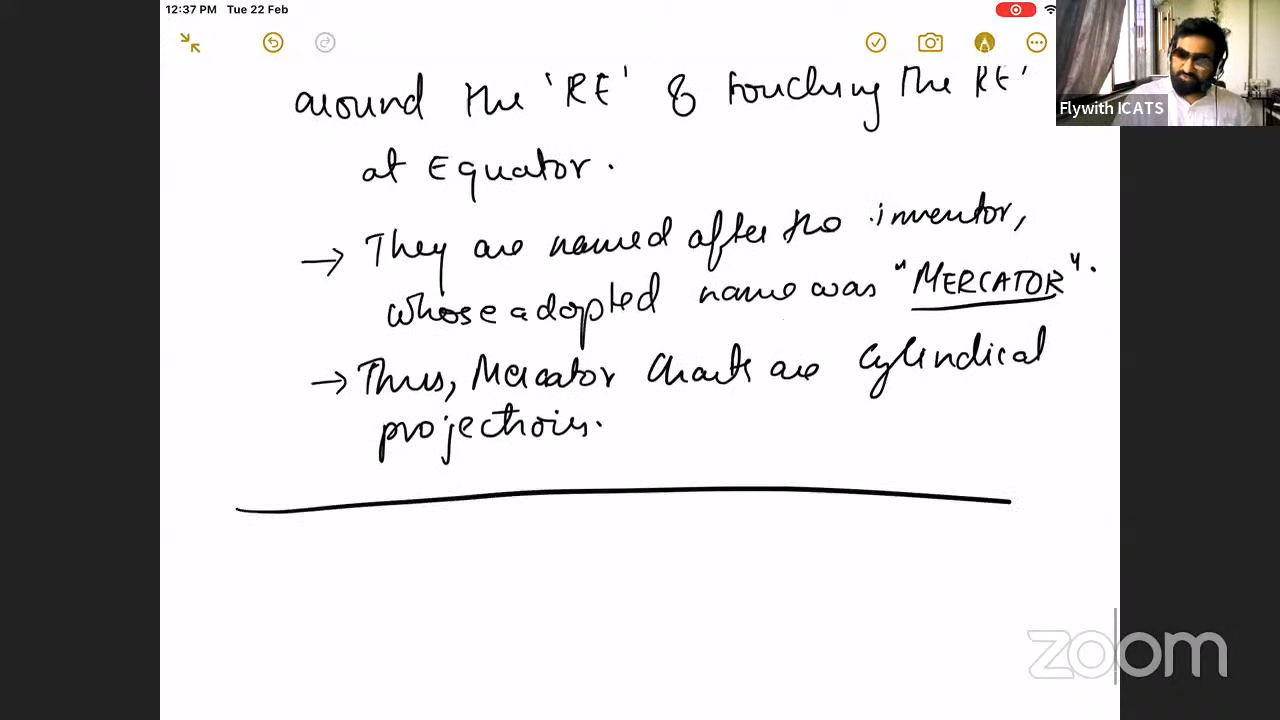 12:37 PM Tue 22 Feb
Flywith ICATS
around the 'RE' & touching the 'RE'
at Equator.
→ They are named after the inventor,
whose adopted name was "MERCATOR".
→ Thus, Mercator Charts are Cylindical
projections.
zoom